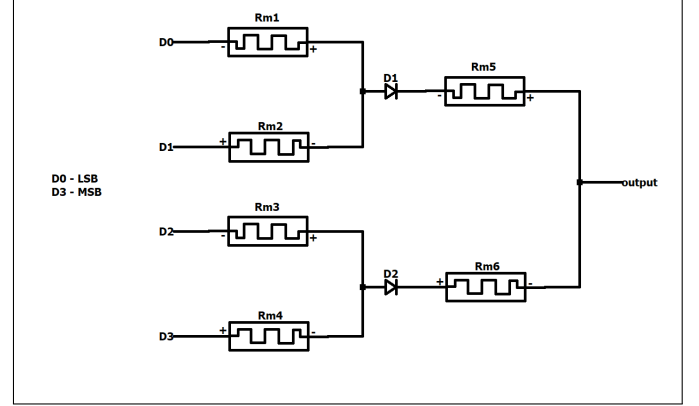 Rm1
D0
- +
D1
Rm5
- +
Rm2
D1
+ -
D0 - LSB
D3 - MSB
output
Rm3
D2
- +
D2
Rm6
+ -
Rm4
D3
+ -